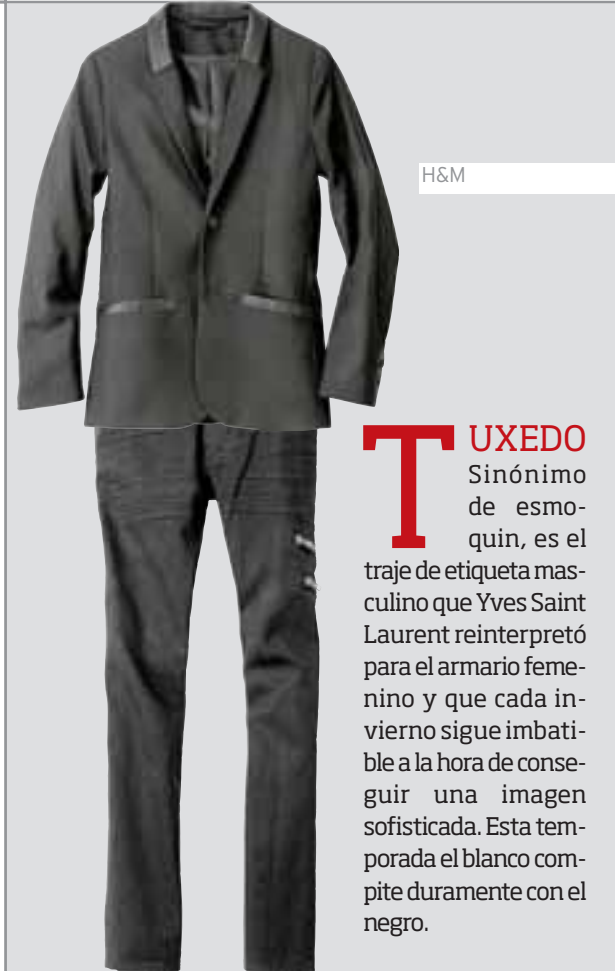 H&M
TUXEDO
Sinónimo
de esmo-
quin, es el
traje de etiqueta mas-
culino que Yves Saint
Laurent reinterpretó
para el armario feme-
nino y que cada in-
vierno sigue imbati-
ble a la hora de conse-
guir una imagen
sofisticada. Esta tem-
porada el blanco com-
pite duramente con el
negro.